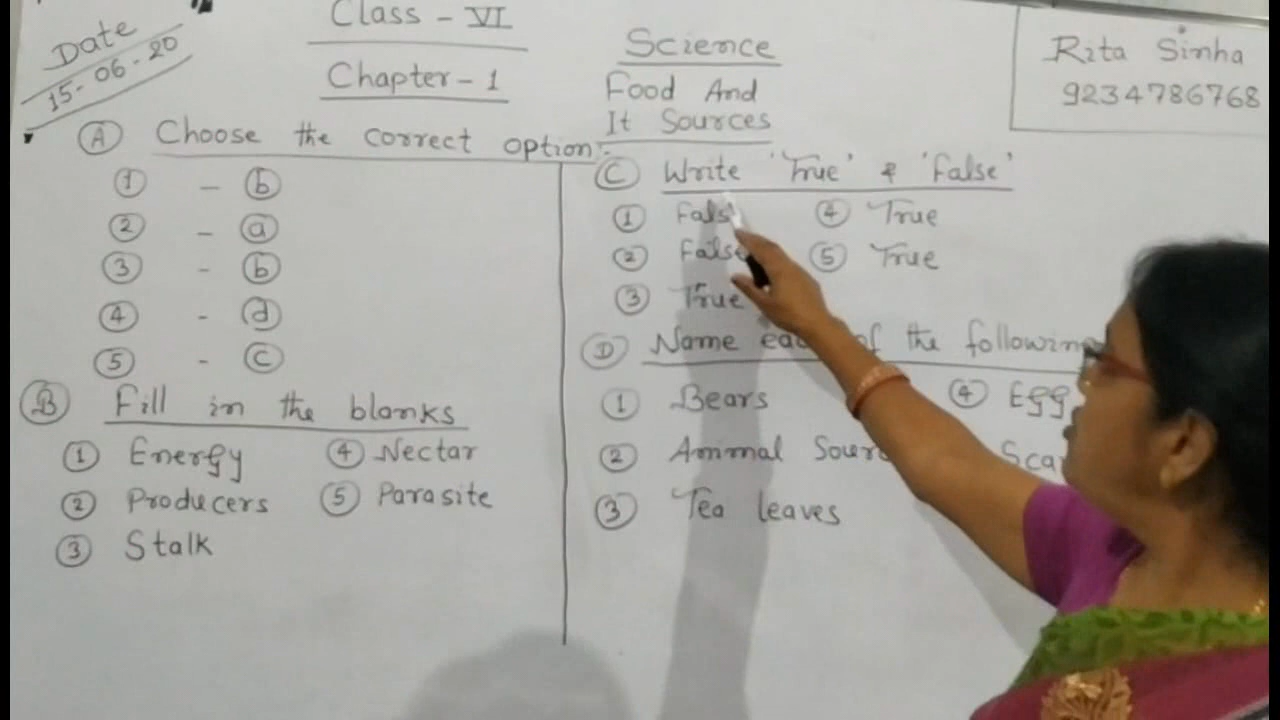 Date
15-06-20
Class - VI
Chapter - 1
Science
Food And
It Sources
Rita Sinha
9234786768
A Choose the correct option:-
1 - b
2 - a
3 - b
4 - d
5 - c
B Fill in the blanks
1 Energy
2 Producers
3 Stalk
4 Nectar
5 Parasite
C Write 'True' & 'False'
1 Fals
2 False
3 True
4 True
5 True
D Name of the following
1 Bears
2 Animal
3 Tea leaves
4 Egg